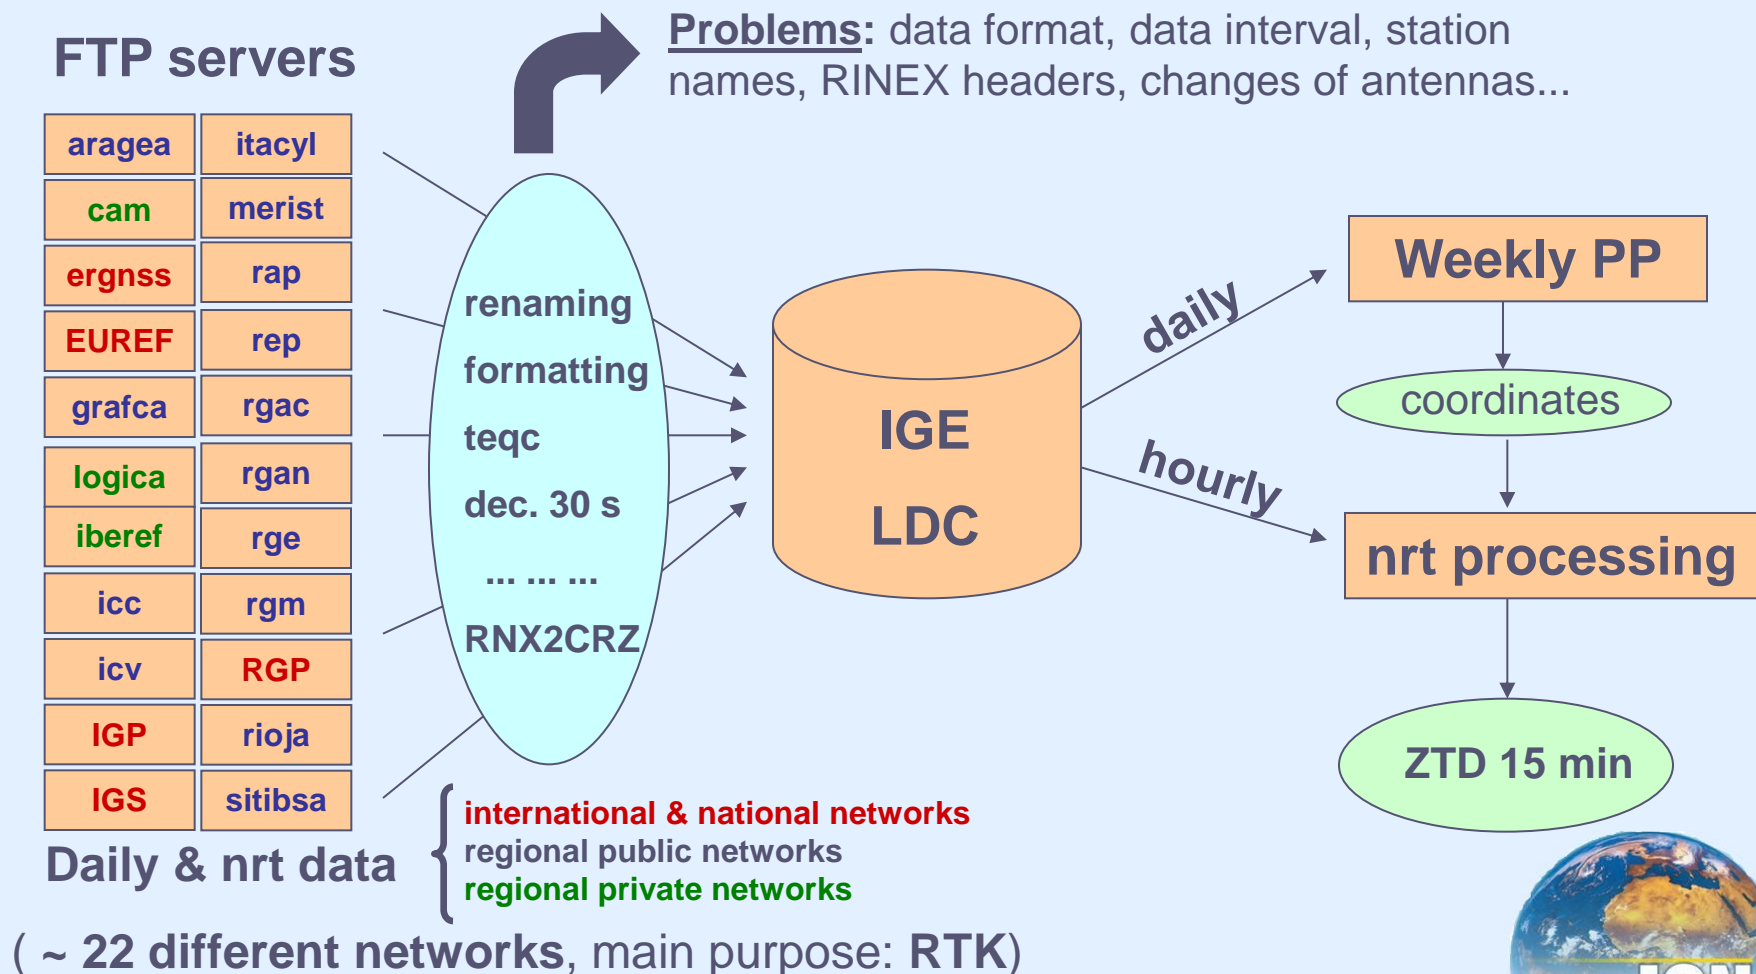 Problems: data format, data interval, station
names, RINEX headers, changes of antennas...
FTP servers
aragea itacyl
cam merist
ergnss rap
EUREF rep
grafca rgac
logica rgan
iberef rge
icc rgm
icv RGP
IGP rioja
IGS sitibsa
renaming
formatting
teqc
dec. 30 s
... ... ...
RNX2CRZ
IGE
LDC
daily
hourly
Weekly PP
coordinates
nrt processing
ZTD 15 min
Daily & nrt data
international & national networks
regional public networks
regional private networks
( ~ 22 different networks, main purpose: RTK)